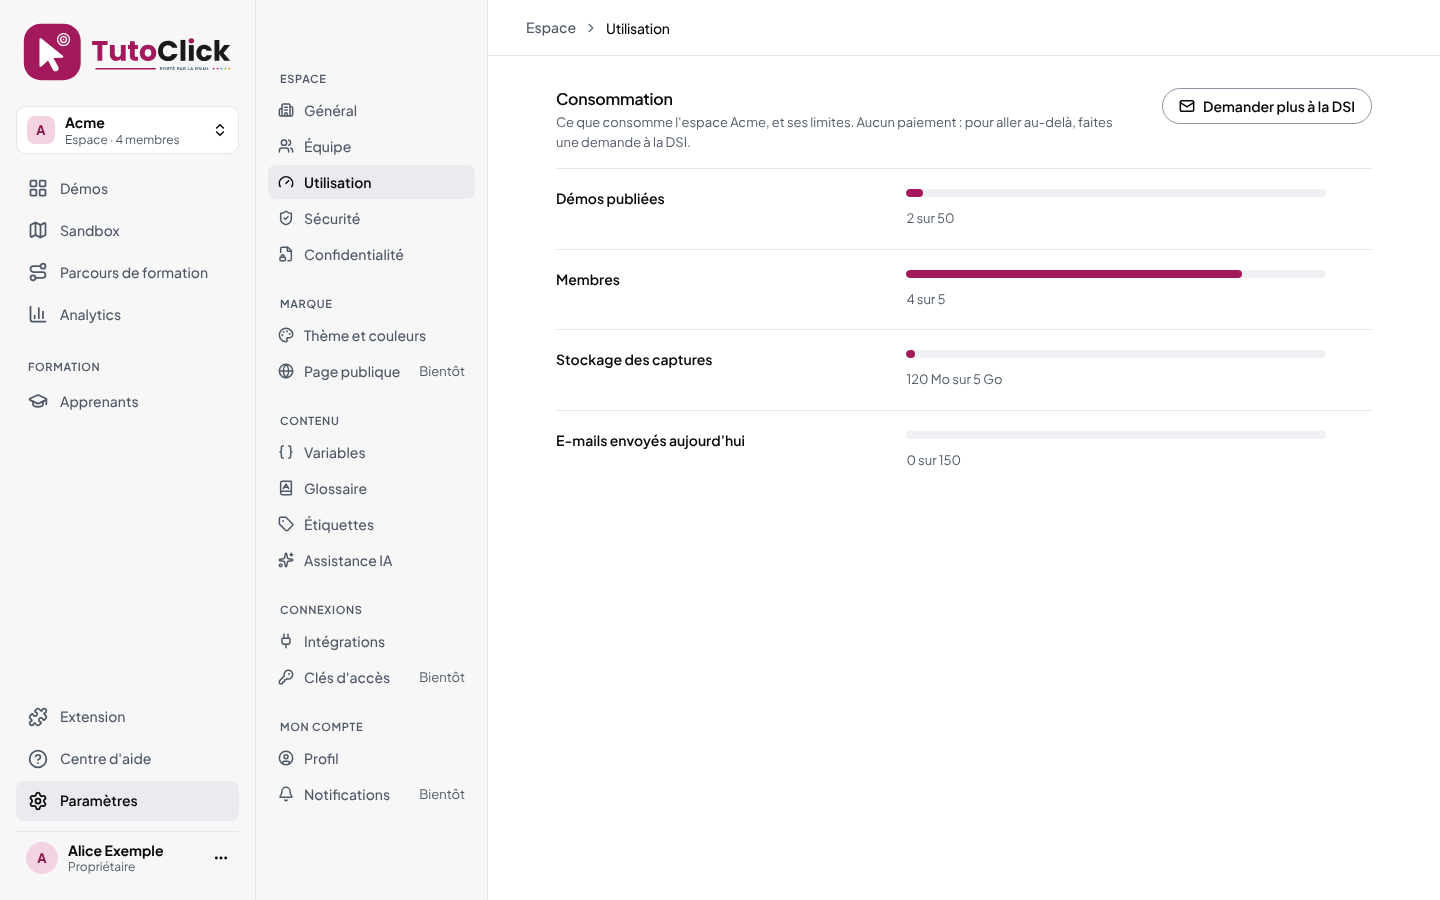 TutoClick
PORTÉ PAR LA DSIML
A
Acme
Espace · 4 membres
Démos
Sandbox
Parcours de formation
Analytics
FORMATION
Apprenants
Extension
Centre d'aide
Paramètres
A
Alice Exemple
Propriétaire
ESPACE
Général
Équipe
Utilisation
Sécurité
Confidentialité
MARQUE
Thème et couleurs
Page publique Bientôt
CONTENU
Variables
Glossaire
Étiquettes
Assistance IA
CONNEXIONS
Intégrations
Clés d'accès Bientôt
MON COMPTE
Profil
Notifications Bientôt
Espace > Utilisation
Consommation
Ce que consomme l'espace Acme, et ses limites. Aucun paiement : pour aller au-delà, faites
une demande à la DSI.
Demander plus à la DSI
Démos publiées
2 sur 50
Membres
4 sur 5
Stockage des captures
120 Mo sur 5 Go
E-mails envoyés aujourd’hui
0 sur 150